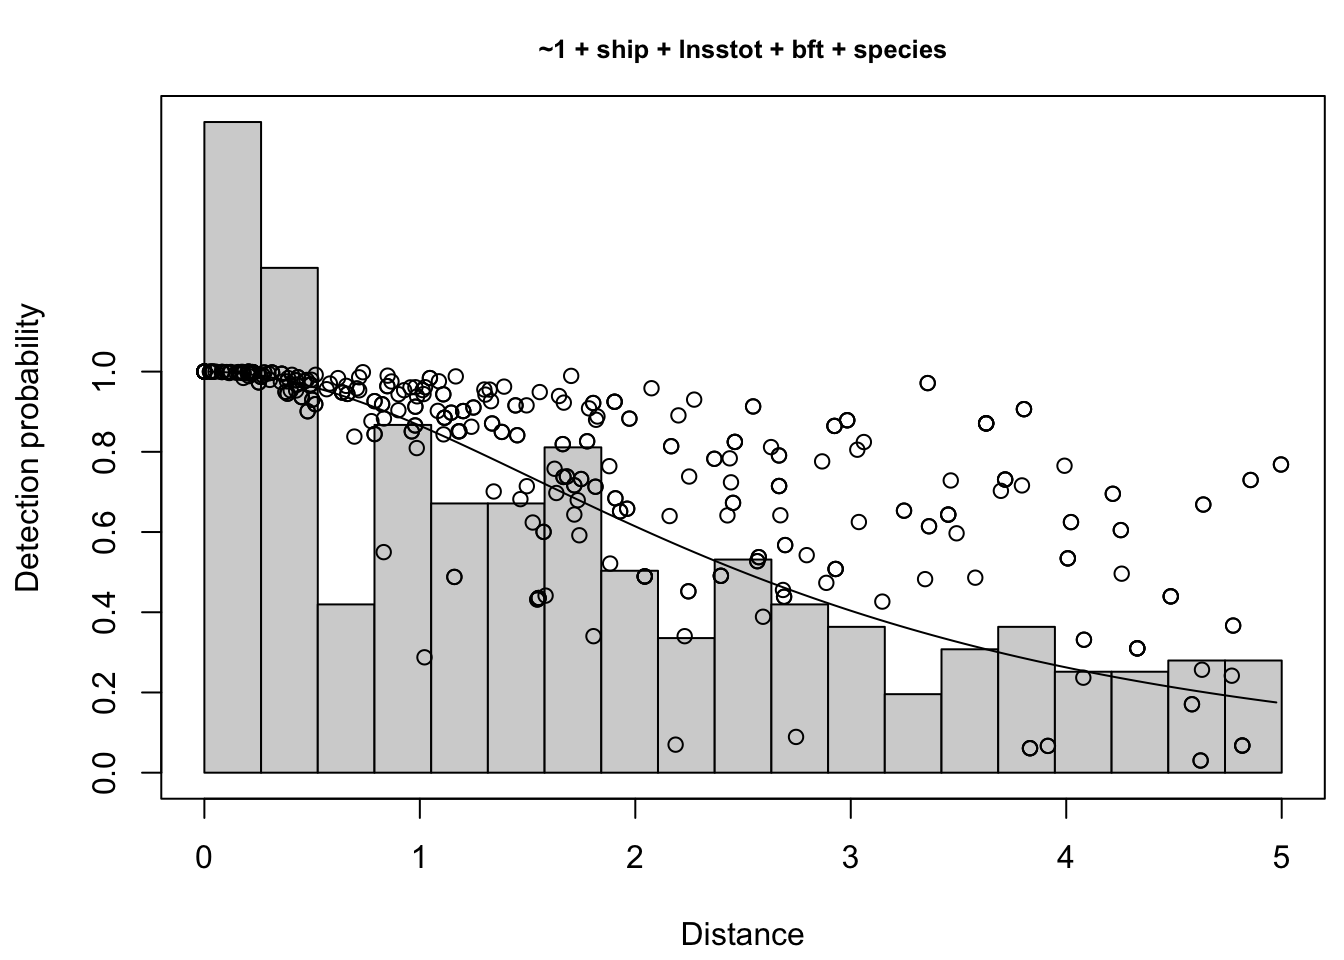 ~1 + ship + lnsstot + bft + species
Detection probability
1.0
0.8
0.6
0.4
0.2
0.0
0 1 2 3 4 5
Distance